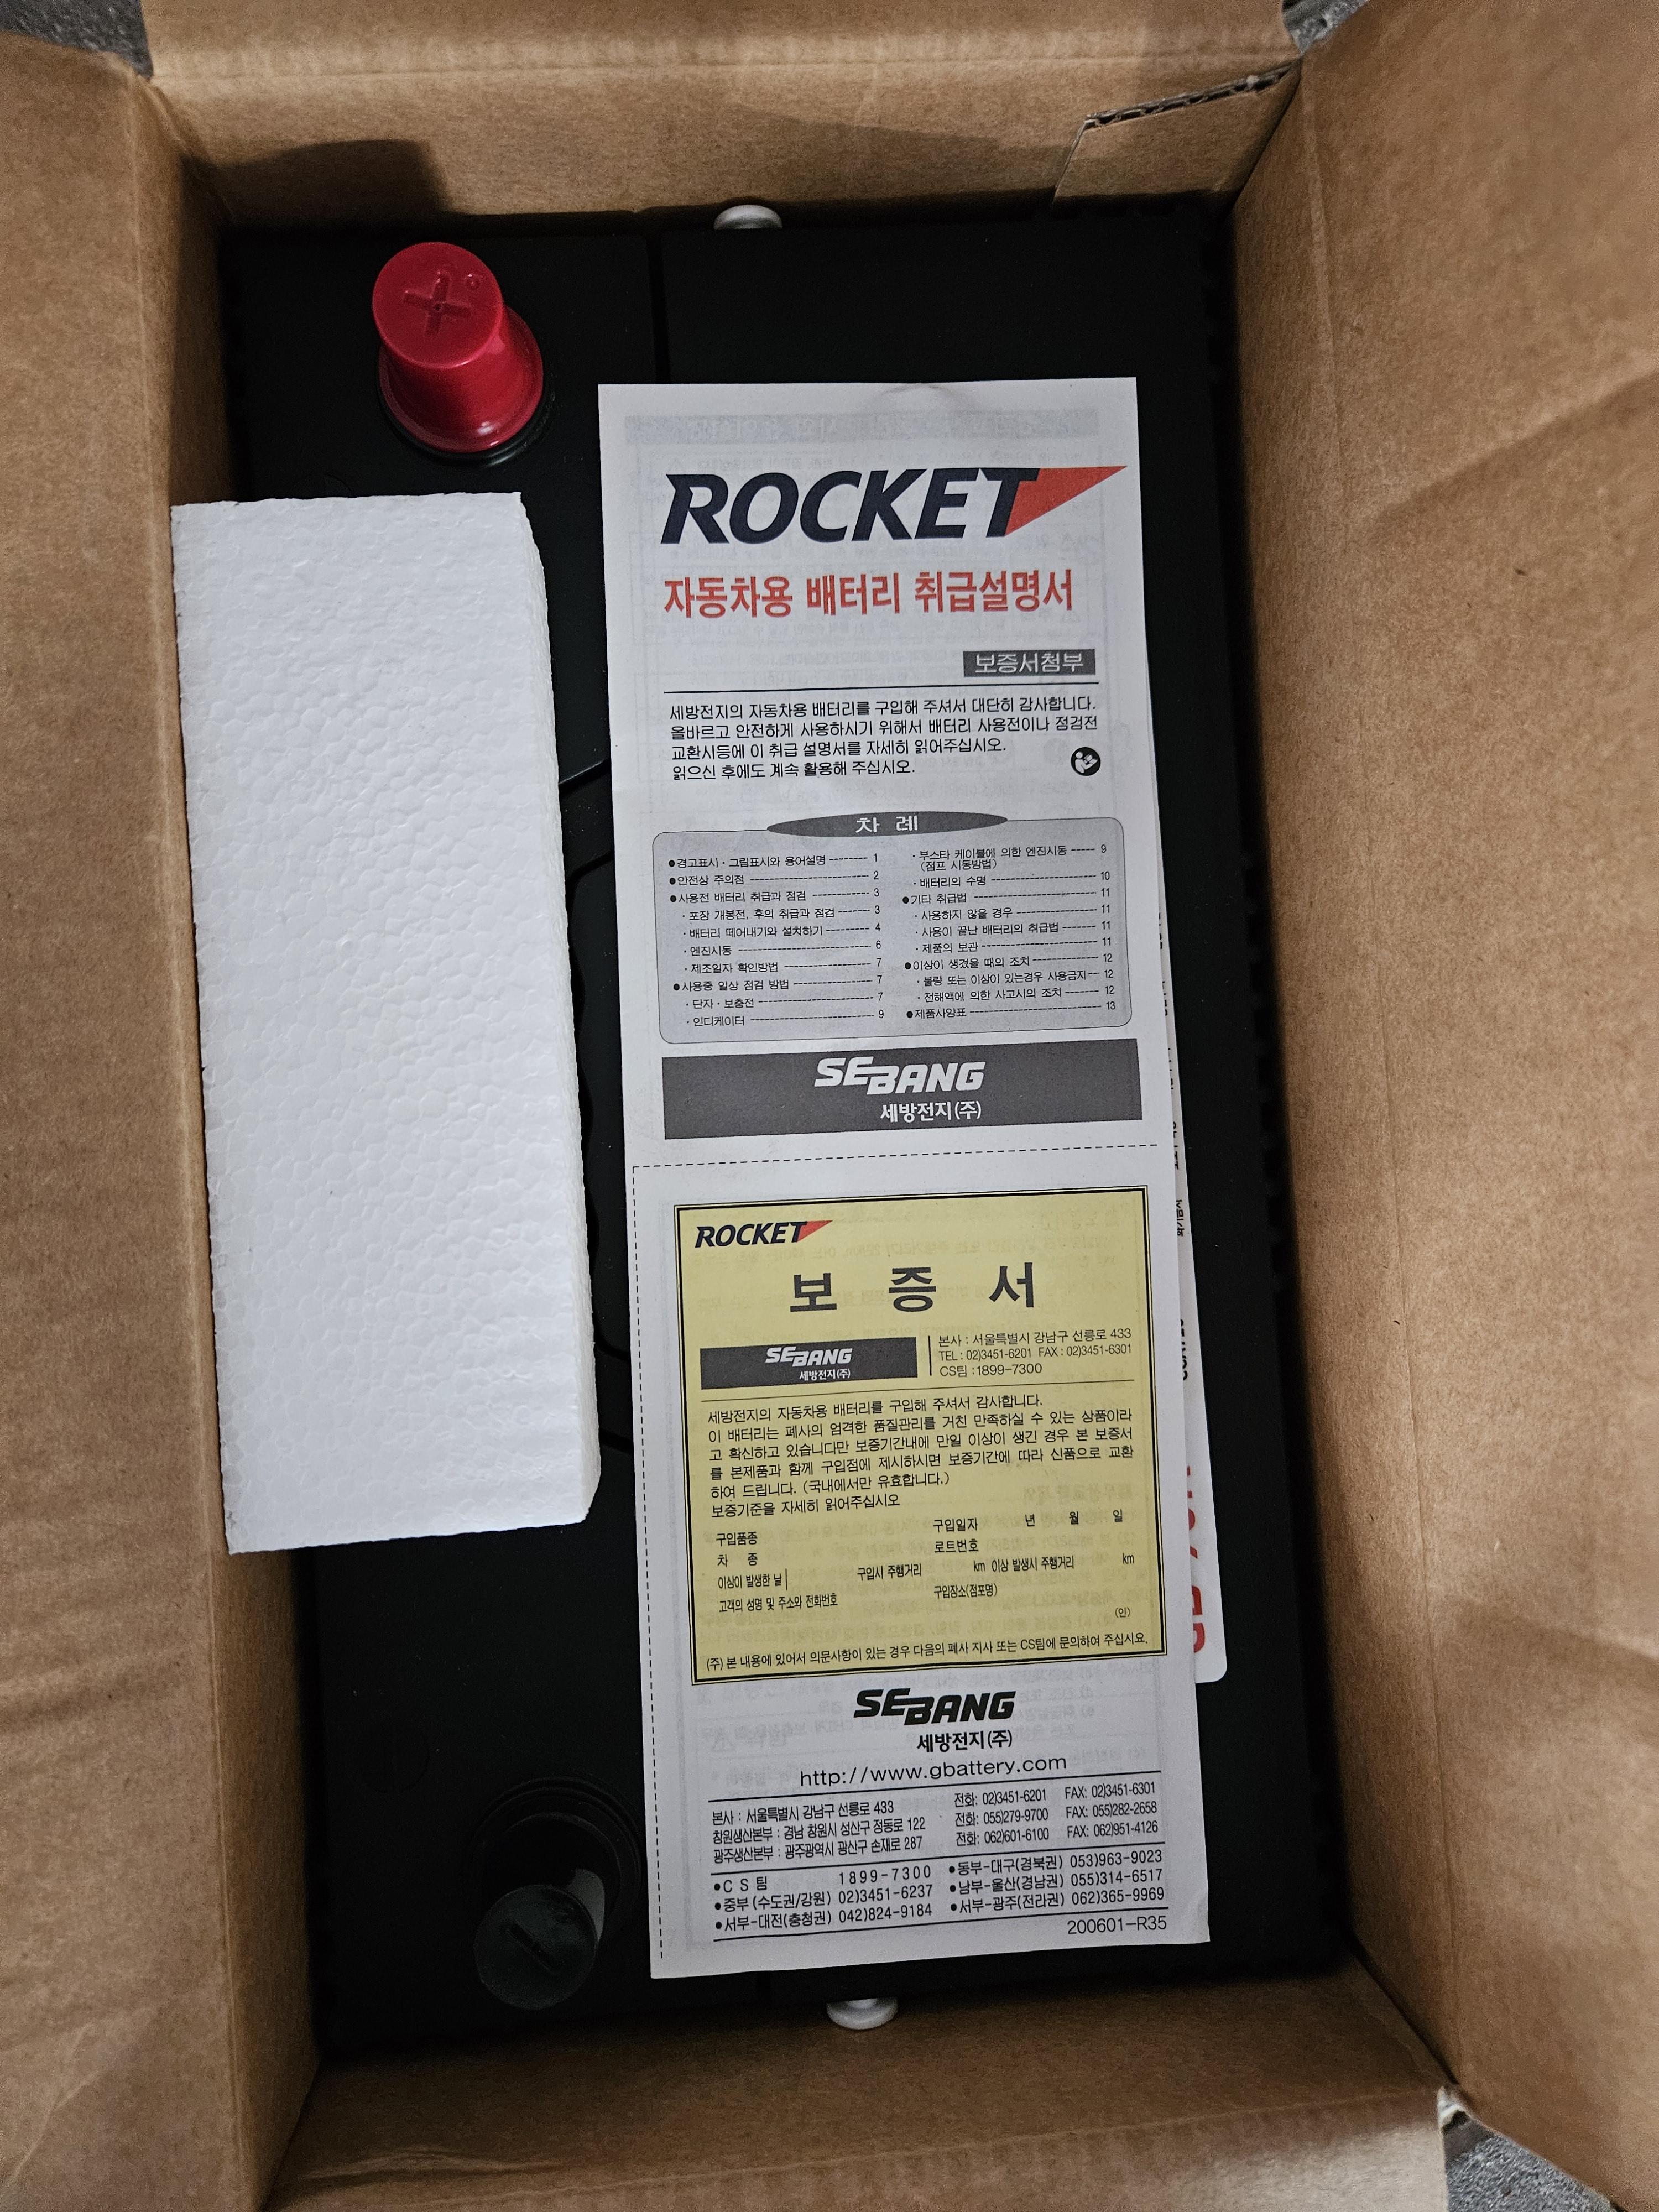 ROCKET
자동차용 배터리 취급설명서
보증서첨부
세방전지의 자동차용 배터리를 구입해 주셔서 대단히 감사합니다.
올바르고 안전하게 사용하시기 위해서 배터리 사용전이나 점검전
교환시등에 이 취급 설명서를 자세히 읽어주십시오.
읽으신 후에도 계속 활용해 주십시오.
차 례
●경고표시·그림표시와 용어설명 -------- 1
●안전상 주의점 -------- 2
●사용전 배터리 취급과 점검 -------- 3
·포장 개봉전, 후의 취급과 점검 -------- 3
·배터리 떼어내기와 설치하기 -------- 4
·엔진시동 -------- 6
·제조일자 확인방법 -------- 7
●사용중 일상 점검 방법 -------- 7
·단자·보충전 -------- 7
·인디케이터 -------- 9
·부스타 케이블에 의한 엔진시동 ----- 9
(점프 시동방법)
·배터리의 수명 -------- 10
●기타 취급법 -------- 11
·사용하지 않을 경우 -------- 11
·사용이 끝난 배터리의 취급법 ------- 11
·제품의 보관 -------- 11
●이상이 생겼을 때의 조치 -------- 12
·불량 또는 이상이 있는경우 사용금지-- 12
·전해액에 의한 사고시의 조치 ------ 12
●제품사양표 -------- 13
SEBANG
세방전지(주)
ROCKET
보 증 서
SEBANG
세방전지(주)
본사 : 서울특별시 강남구 선릉로 433
TEL : 02)3451-6201 FAX : 02)3451-6301
CS팀 :1899-7300
세방전지의 자동차용 배터리를 구입해 주셔서 감사합니다.
이 배터리는 폐사의 엄격한 품질관리를 거친 만족하실 수 있는 상품이라
고 확신하고 있습니다만 보증기간내에 만일 이상이 생긴 경우 본 보증서
를 본제품과 함께 구입점에 제시하시면 보증기간에 따라 신품으로 교환
하여 드립니다. (국내에서만 유효합니다.)
보증기준을 자세히 읽어주십시오
구입품종 구입일자 년 월 일
차 종 로트번호
이상이 발생한 날 구입시 주행거리 km 이상 발생시 주행거리 km
고객의 성명 및 주소와 전화번호 구입장소(점포명)
(인)
(주) 본 내용에 있어서 의문사항이 있는 경우 다음의 폐사 지사 또는 CS팀에 문의하여 주십시요.
SEBANG
세방전지(주)
http://www.gbattery.com
본사 : 서울특별시 강남구 선릉로 433 전화: 02)3451-6201 FAX: 02)3451-6301
창원생산본부 : 경남 창원시 성산구 정동로 122 전화: 055)279-9700 FAX: 055)282-2658
광주생산본부 : 광주광역시 광산구 손재로 287 전화: 062)601-6100 FAX: 062)951-4126
●C S 팀 1899-7300 ●동부-대구(경북권) 053)963-9023
●중부 (수도권/강원) 02)3451-6237 ●남부-울산(경남권) 055)314-6517
●서부-대전(충청권) 042)824-9184 ●서부-광주(전라권) 062)365-9969
200601-R35